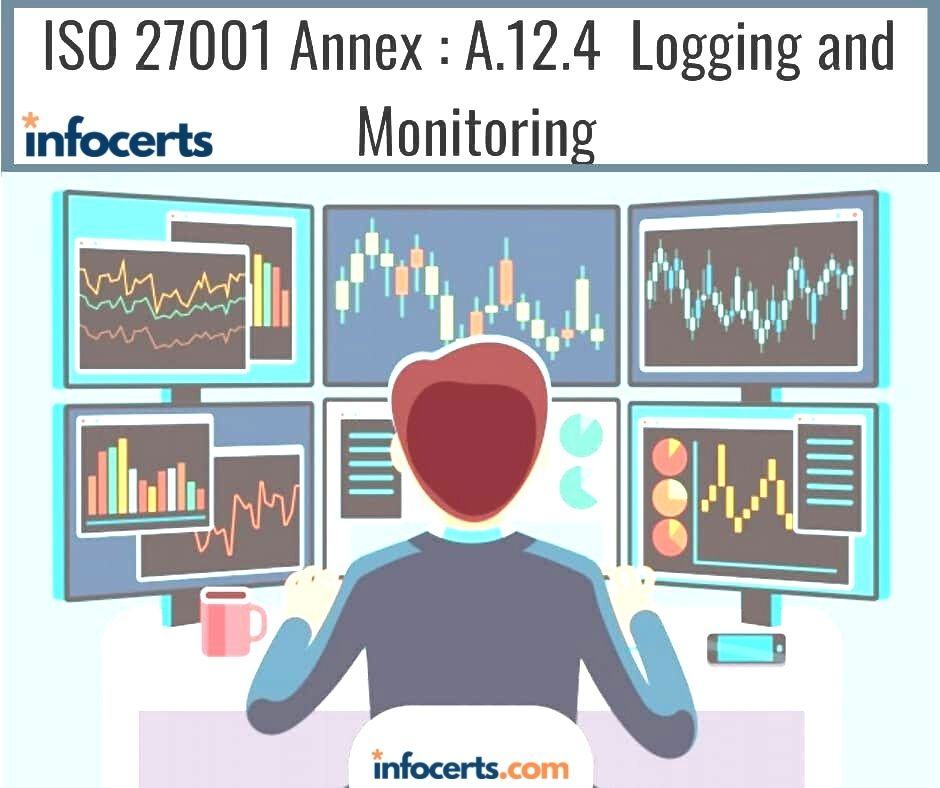 ISO 27001 Annex : A.12.4 Logging and
Monitoring
*infocerts
*infocerts.com